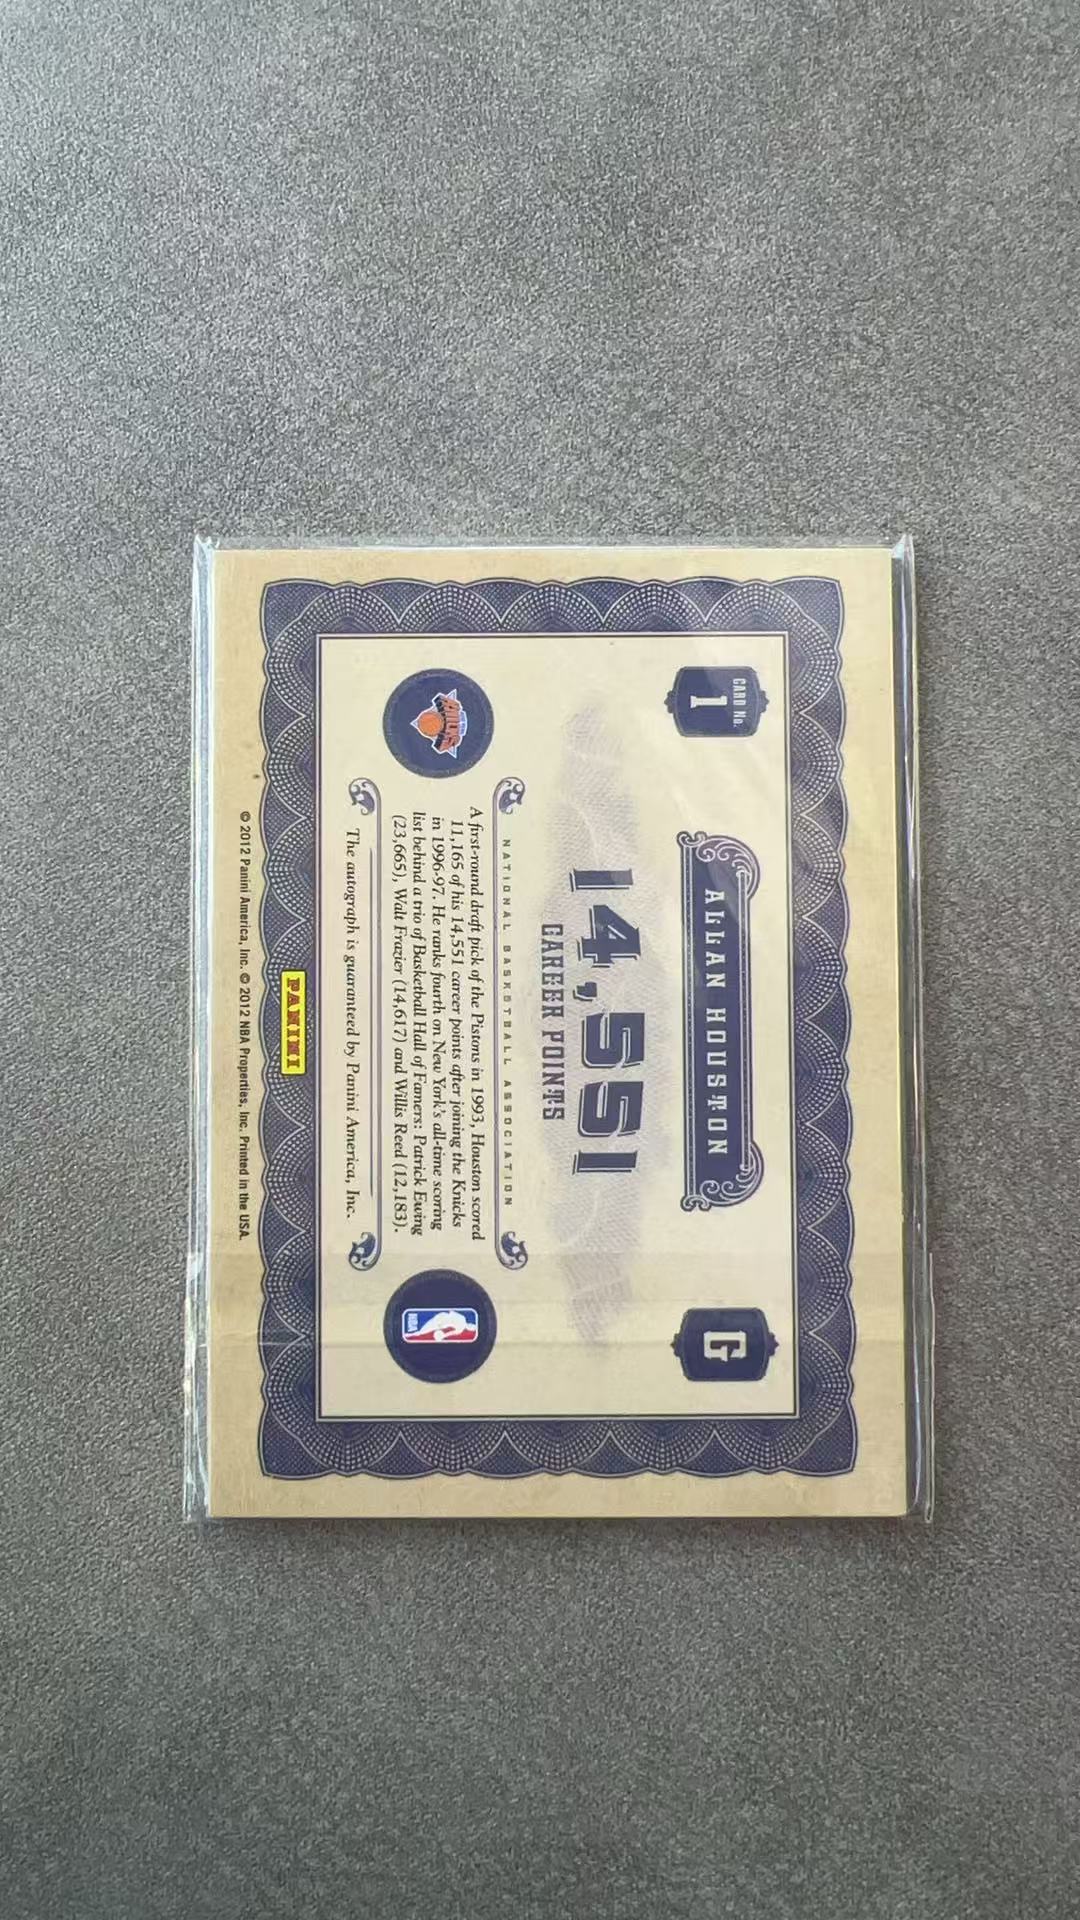 CARD No.
1
ALLAN HOUSTON
G
14,551
CAREER POINTS
NATIONAL BASKETBALL ASSOCIATION
A first-round draft pick of the Pistons in 1993, Houston scored
11,165 of his 14,551 career points after joining the Knicks
in 1996-97. He ranks fourth on New York's all-time scoring
list behind a trio of Basketball Hall of Famers: Patrick Ewing
(23,665), Walt Frazier (14,617) and Willis Reed (12,183).
The autograph is guaranteed by Panini America, Inc.
KNICKS
NBA
PANINI
© 2012 Panini America, Inc. © 2012 NBA Properties, Inc. Printed in the USA.